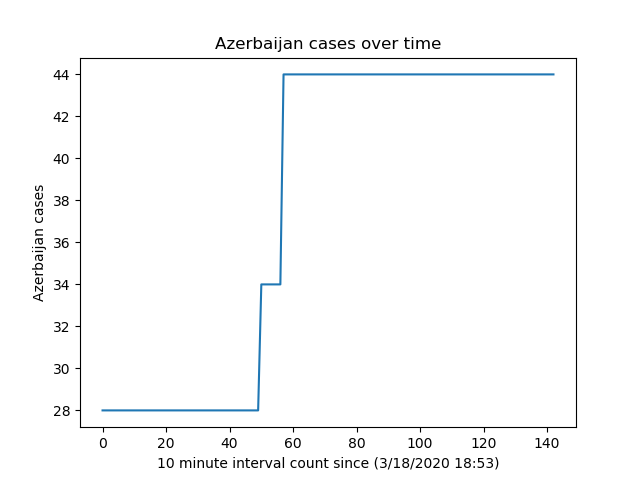 Azerbaijan cases over time
44
42
40
38
36
34
32
30
28
Azerbaijan cases
0 20 40 60 80 100 120 140
10 minute interval count since (3/18/2020 18:53)